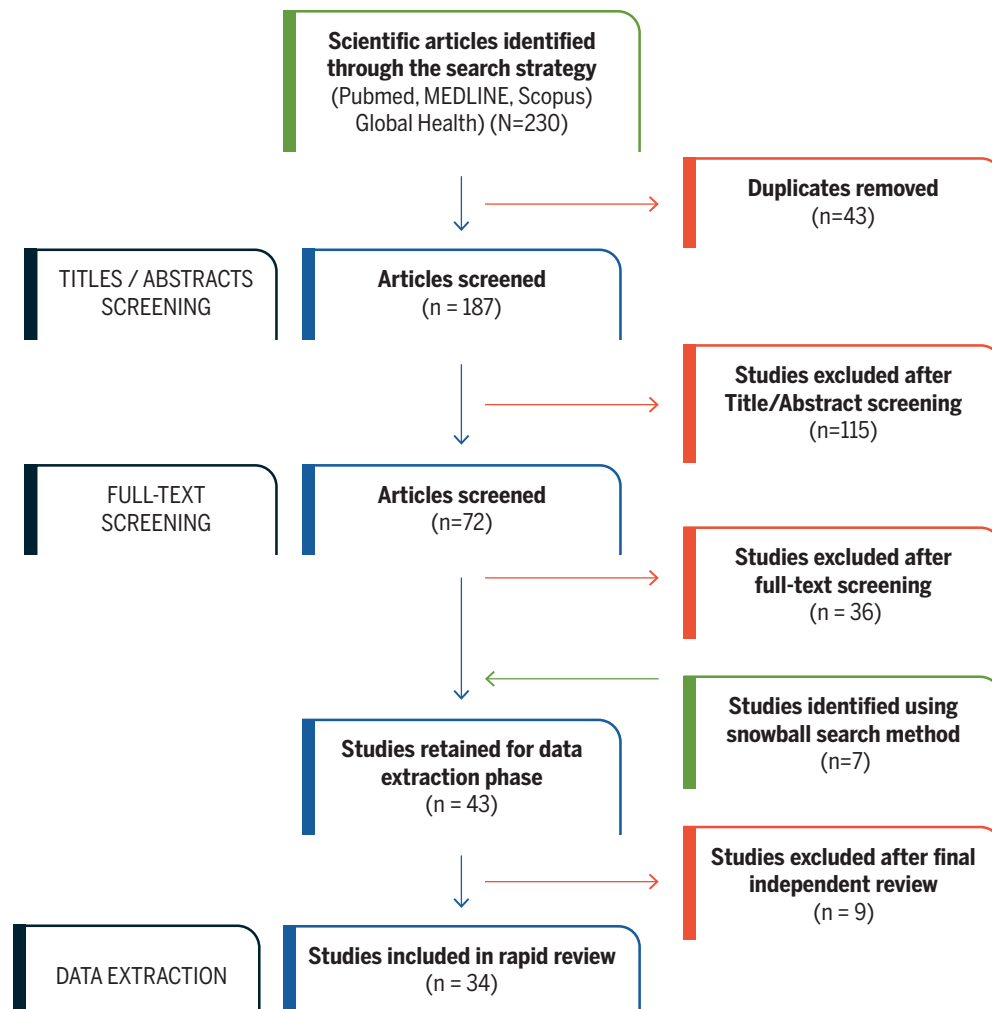 Scientific articles identified
through the search strategy
(Pubmed, MEDLINE, Scopus)
Global Health) (N=230)
Duplicates removed
(n=43)
TITLES / ABSTRACTS
SCREENING
Articles screened
(n = 187)
Studies excluded after
Title/Abstract screening
(n=115)
FULL-TEXT
SCREENING
Articles screened
(n=72)
Studies excluded after
full-text screening
(n = 36)
Studies identified using
snowball search method
(n=7)
Studies retained for data
extraction phase
(n = 43)
Studies excluded after final
independent review
(n = 9)
DATA EXTRACTION
Studies included in rapid review
(n = 34)